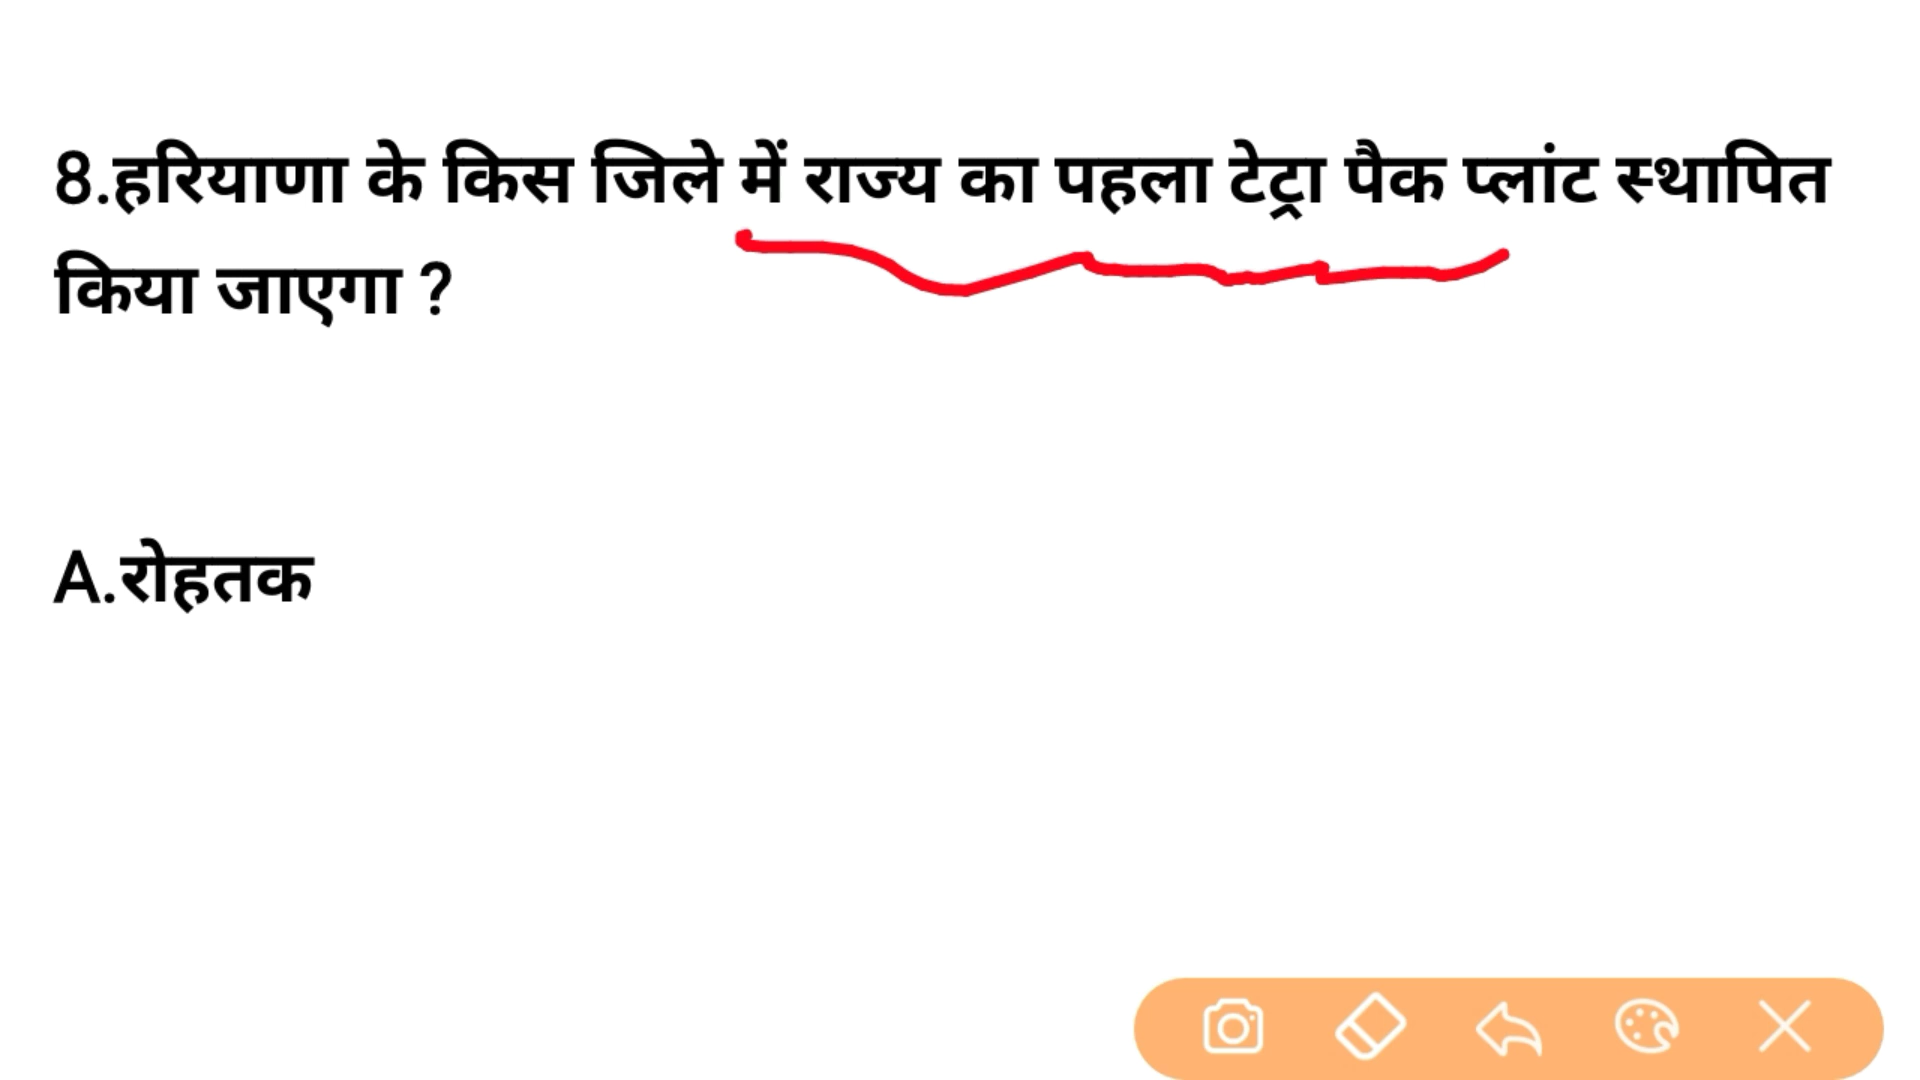 8.हरियाणा के किस जिले में राज्य का पहला टेट्रा पैक प्लांट स्थापित
किया जाएगा ?
A.रोहतक